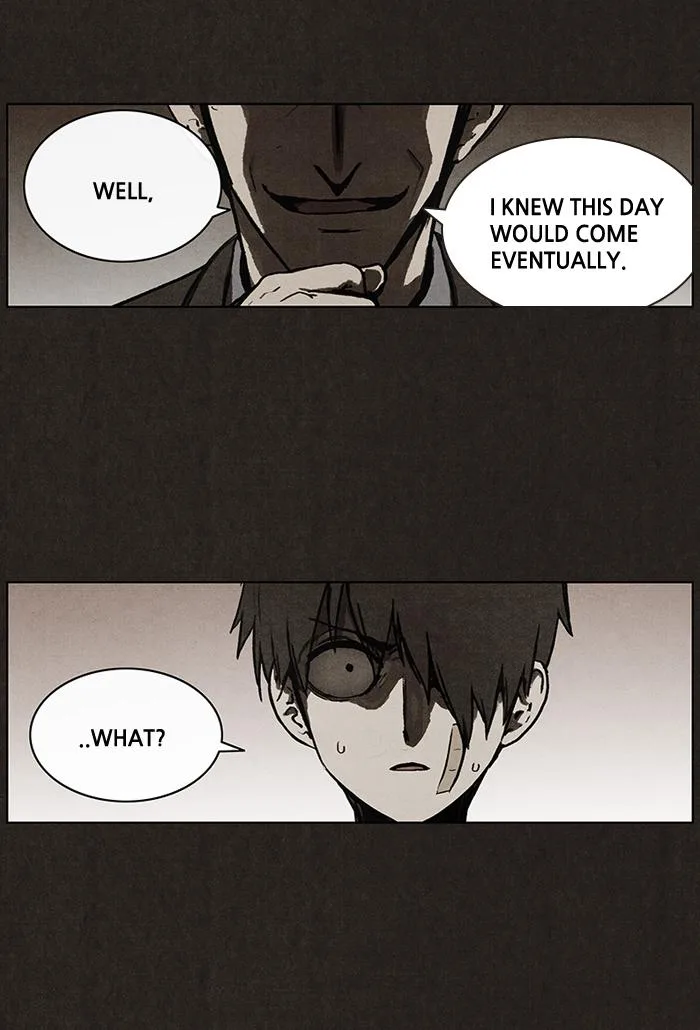 WELL,
I KNEW THIS DAY
WOULD COME
EVENTUALLY.
..WHAT?